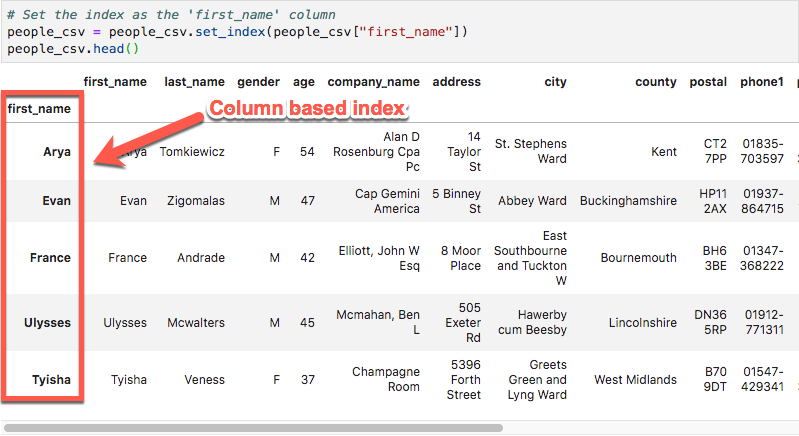 # Set the index as the 'first_name' column
people_csv = people_csv.set_index(people_csv["first_name"])
people_csv.head()
first_name last_name gender age company_name address city county postal phone1
first_name
Column based index
Arya Arya Tomkiewicz F 54 Alan D Rosenburg Cpa Pc 14 Taylor St St. Stephens Ward Kent CT2 7PP 01835-703597
Evan Evan Zigomalas M 47 Cap Gemini America 5 Binney St Abbey Ward Buckinghamshire HP11 2AX 01937-864715
France France Andrade M 42 Elliott, John W Esq 8 Moor Place East Southbourne and Tuckton W Bournemouth BH6 3BE 01347-368222
Ulysses Ulysses Mcwalters M 45 Mcmahan, Ben L 505 Exeter Rd Hawerby cum Beesby Lincolnshire DN36 5RP 01912-771311
Tyisha Tyisha Veness F 37 Champagne Room 5396 Forth Street Greets Green and Lyng Ward West Midlands B70 9DT 01547-429341